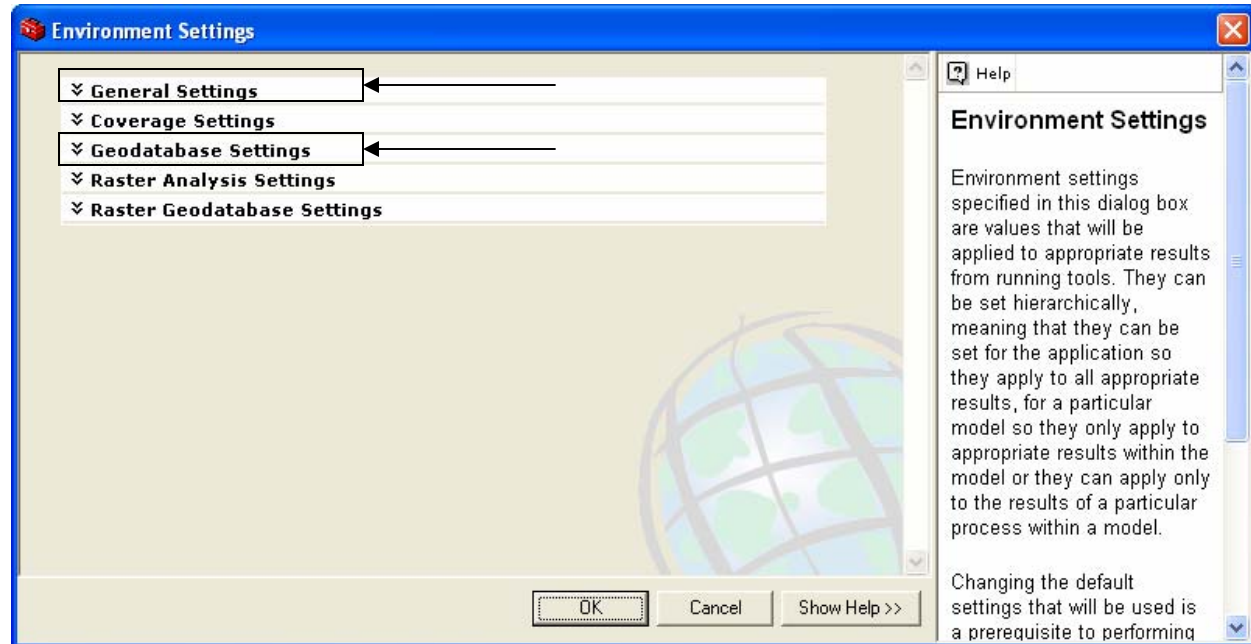 Environment Settings
General Settings
Coverage Settings
Geodatabase Settings
Raster Analysis Settings
Raster Geodatabase Settings
OK
Cancel
Show Help >>
Help
Environment Settings
Environment settings
specified in this dialog box
are values that will be
applied to appropriate results
from running tools. They can
be set hierarchically,
meaning that they can be
set for the application so
they apply to all appropriate
results, for a particular
model so they only apply to
appropriate results within the
model or they can apply only
to the results of a particular
process within a model.
Changing the default
settings that will be used is
a prerequisite to performing